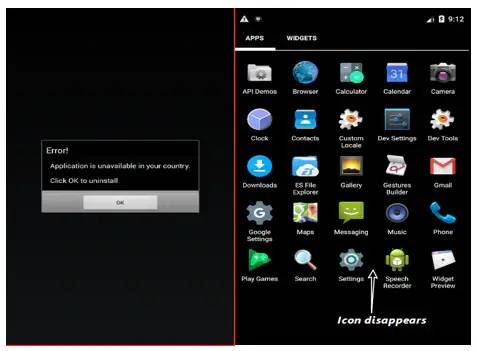 Error!
Application is unavailable in your country.
Click OK to uninstall
OK
9:12
APPS WIDGETS
API Demos Browser Calculator Calendar Camera
Clock Contacts Custom Locale Dev Settings Dev Tools
Downloads ES File Explorer Gallery Gestures Builder Gmail
Google Settings Maps Messaging Music Phone
Play Games Search Settings Speech Recorder Widget Preview
31
Icon disappears